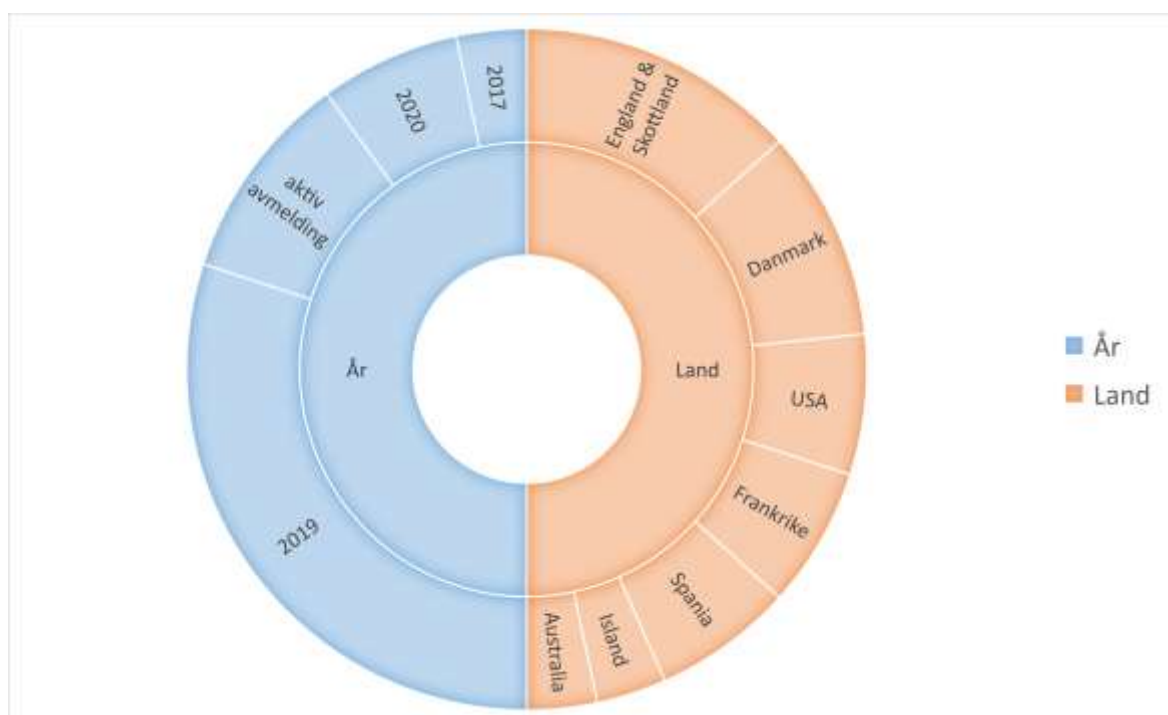 2017
2020
aktiv
avmelding
2019
År
England &
Skottland
Danmark
USA
Frankrike
Spania
Island
Australia
Land
År
Land